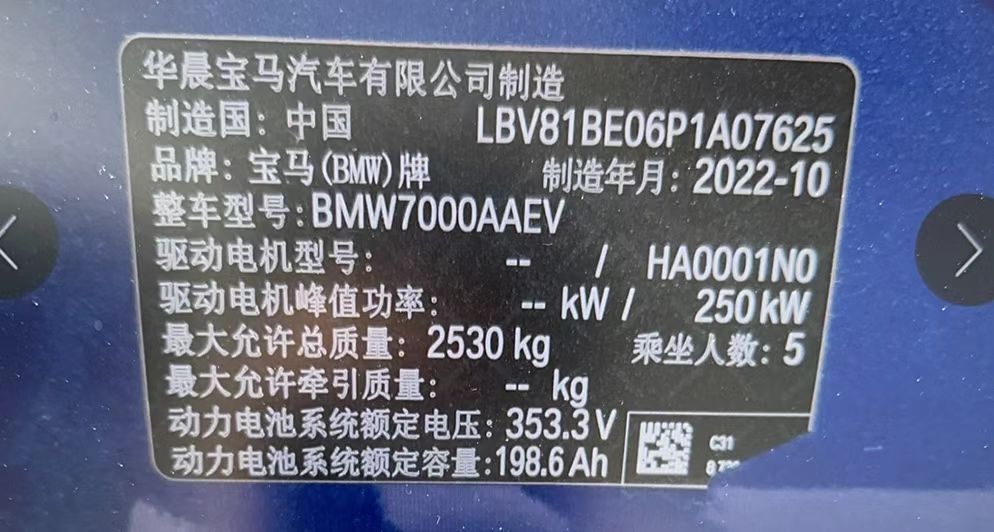 华晨宝马汽车有限公司制造
制造国：中国 LBV81BE06P1A07625
品牌：宝马(BMW)牌 制造年月：2022-10
整车型号：BMW7000AAEV
驱动电机型号： -- / HA0001N0
驱动电机峰值功率： -- kW / 250kW
最大允许总质量：2530 kg 乘坐人数：5
最大允许牵引质量： -- kg
动力电池系统额定电压：353.3V
动力电池系统额定容量：198.6Ah
C31